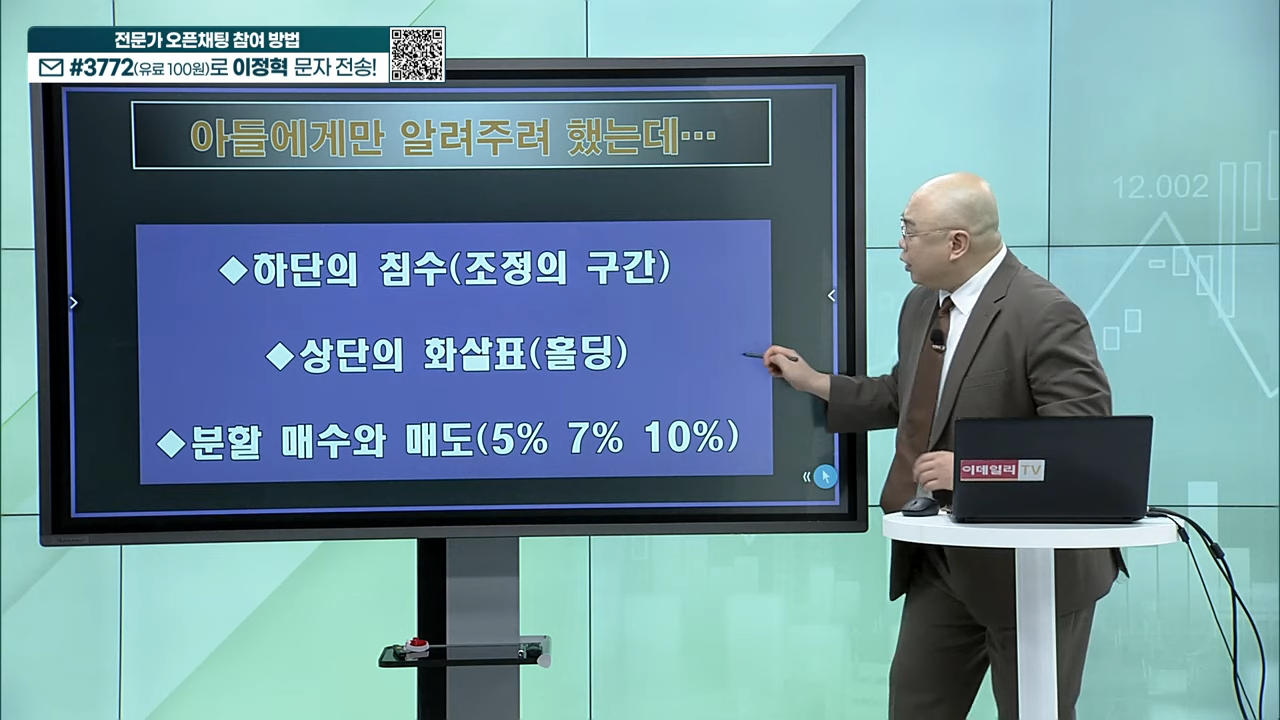 전문가 오픈채팅 참여 방법
#3772(유료 100원)로 이정혁 문자 전송!
아들에게만 알려주려 했는데…
◆하단의 침수(조정의 구간)
◆상단의 화살표(홀딩)
◆분할 매수와 매도(5% 7% 10%)
12.002
이데일리 TV